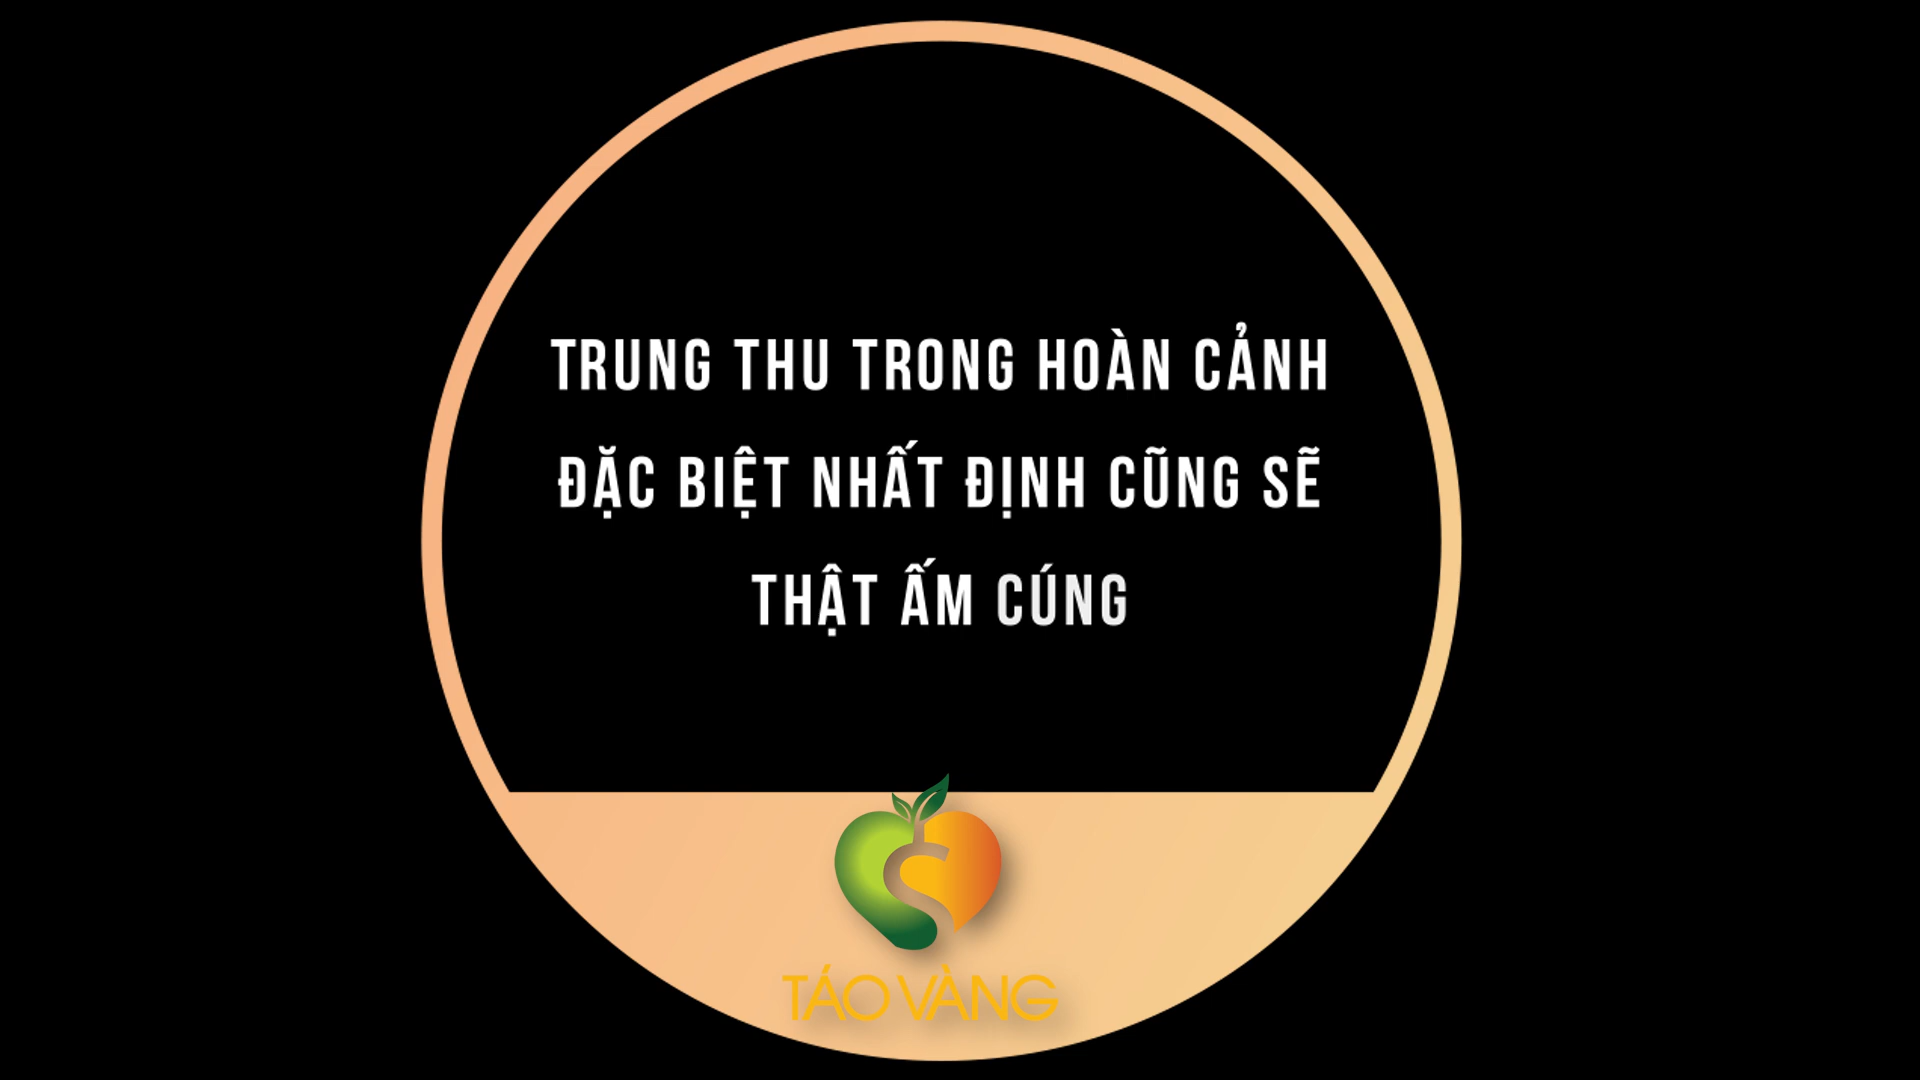 TRUNG THU TRONG HOÀN CẢNH
ĐẶC BIỆT NHẤT ĐỊNH CŨNG SẼ
THẬT ẤM CÚNG
TÁO VÀNG